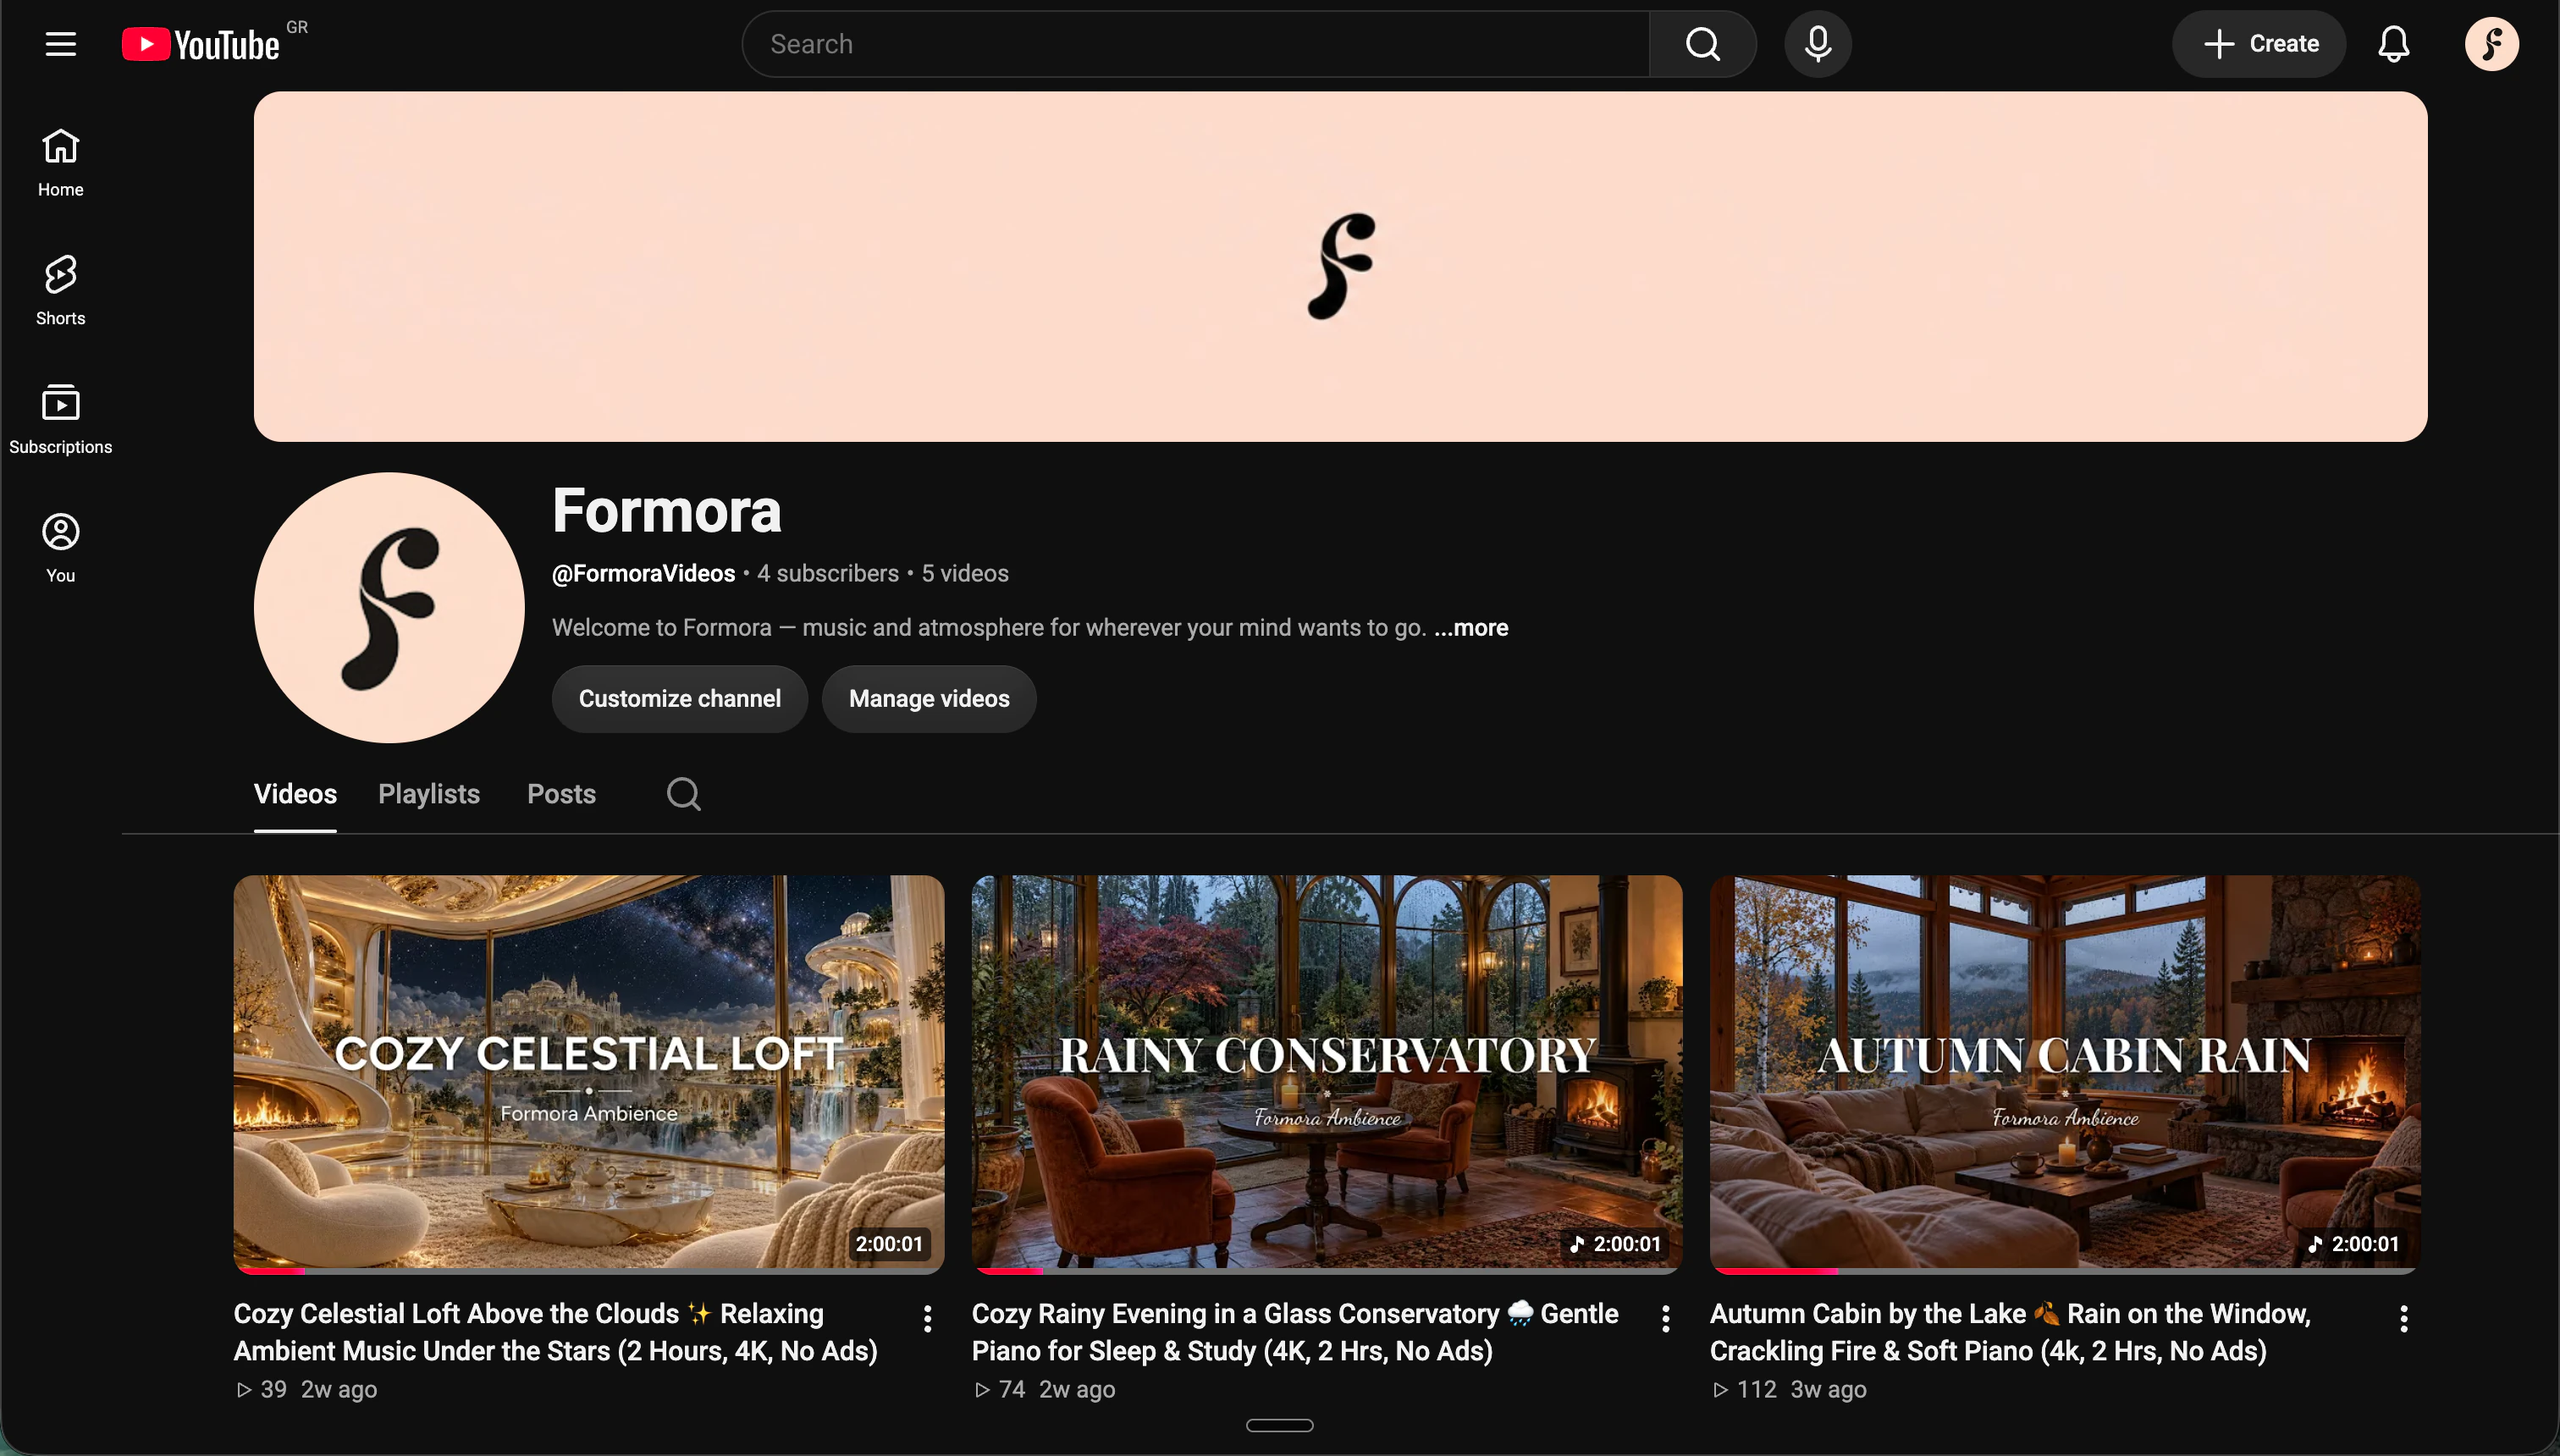 YouTube GR
Search
Create
Home
Shorts
Subscriptions
You
Formora
@FormoraVideos • 4 subscribers • 5 videos
Welcome to Formora — music and atmosphere for wherever your mind wants to go. ...more
Customize channel
Manage videos
Videos
Playlists
Posts
COZY CELESTIAL LOFT
Formora Ambience
2:00:01
Cozy Celestial Loft Above the Clouds ✨ Relaxing
Ambient Music Under the Stars (2 Hours, 4K, No Ads)
39 2w ago
RAINY CONSERVATORY
Formora Ambience
2:00:01
Cozy Rainy Evening in a Glass Conservatory 🌧️ Gentle
Piano for Sleep & Study (4K, 2 Hrs, No Ads)
74 2w ago
AUTUMN CABIN RAIN
Formora Ambience
2:00:01
Autumn Cabin by the Lake 🍂 Rain on the Window,
Crackling Fire & Soft Piano (4k, 2 Hrs, No Ads)
112 3w ago